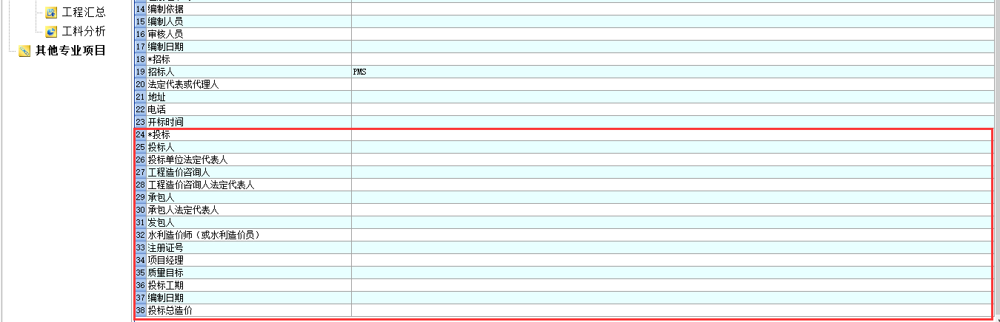 工程汇总
工料分析
其他专业项目
14 编制依据
15 编制人员
16 审核人员
17 编制日期
18 *招标
19 招标人 PMS
20 法定代表或代理人
21 地址
22 电话
23 开标时间
24 *投标
25 投标人
26 投标单位法定代表人
27 工程造价咨询人
28 工程造价咨询人法定代表人
29 承包人
30 承包人法定代表人
31 发包人
32 水利造价师（或水利造价员）
33 注册证号
34 项目经理
35 质量目标
36 投标工期
37 编制日期
38 投标总造价